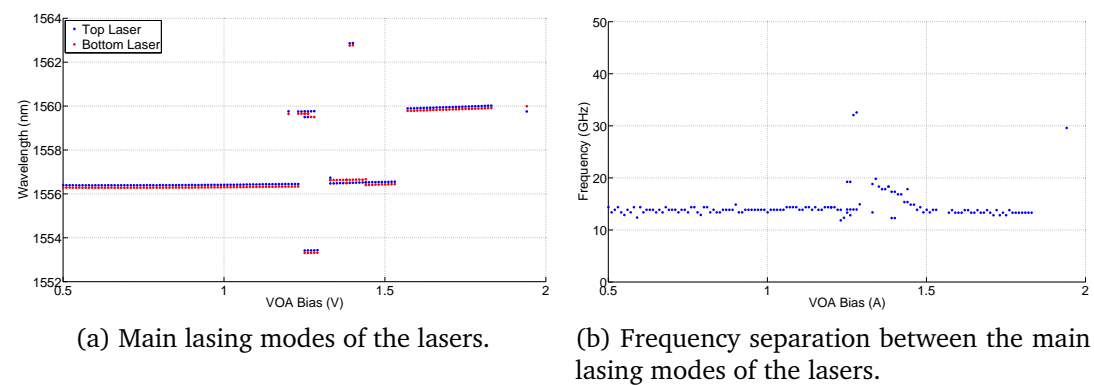 1564
1562
1560
1558
1556
1554
1552
Wavelength (nm)
Top Laser
Bottom Laser
0.5
1
1.5
2
VOA Bias (V)
(a) Main lasing modes of the lasers.
50
40
30
20
10
0
Frequency (GHz)
0.5
1
1.5
2
VOA Bias (A)
(b) Frequency separation between the main
lasing modes of the lasers.